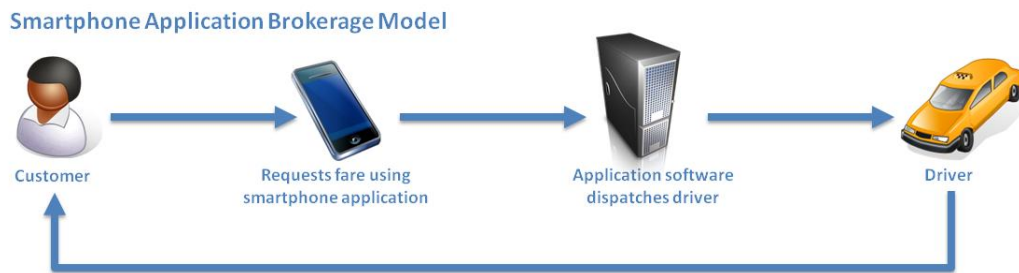 Smartphone Application Brokerage Model
Customer
Requests fare using
smartphone application
Application software
dispatches driver
Driver